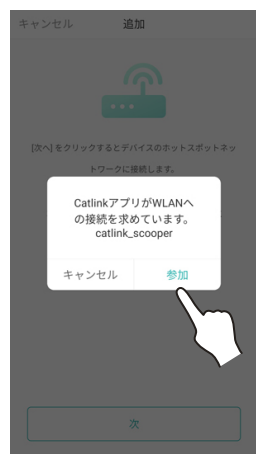 キャンセル 追加
[次へ] をクリックするとデバイスのホットスポットネッ
トワークに接続します。
CatlinkアプリがWLANへ
の接続を求めています。
catlink_scooper
キャンセル 参加
次